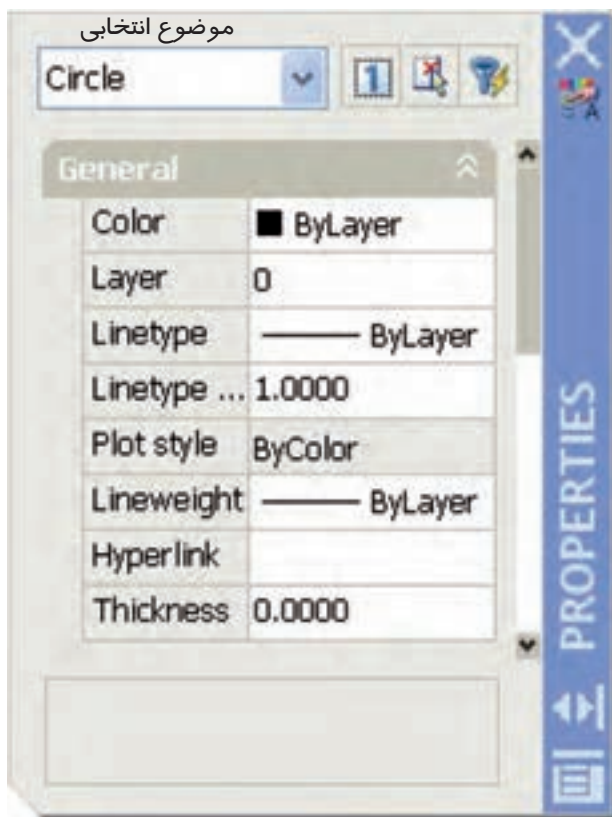 موضوع انتخابی
Circle
1
General
Color ByLayer
Layer 0
Linetype ByLayer
Linetype ... 1.0000
Plot style ByColor
Lineweight ByLayer
Hyperlink
Thickness 0.0000
PROPERTIES